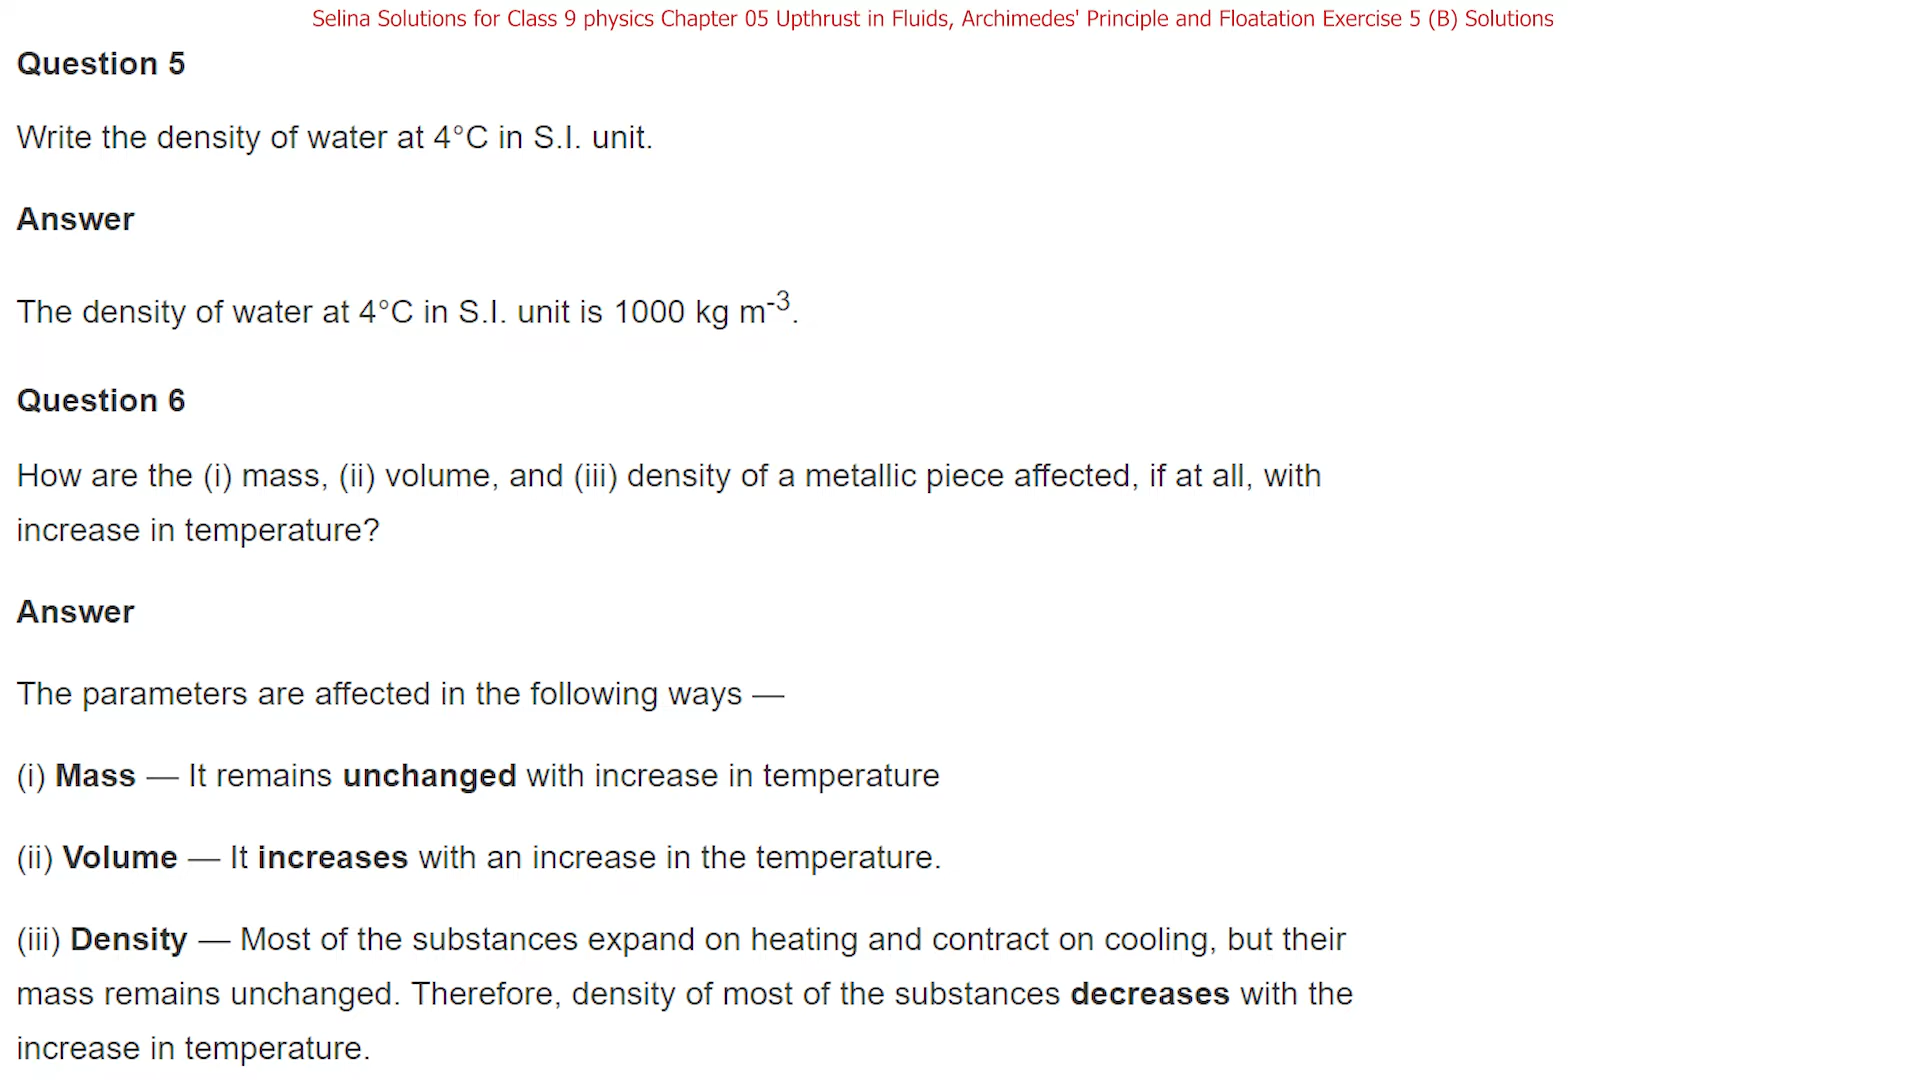 Selina Solutions for Class 9 physics Chapter 05 Upthrust in Fluids, Archimedes' Principle and Floatation Exercise 5 (B) Solutions
Question 5
Write the density of water at 4°C in S.I. unit.
Answer
The density of water at 4°C in S.I. unit is 1000 kg m⁻³.
Question 6
How are the (i) mass, (ii) volume, and (iii) density of a metallic piece affected, if at all, with
increase in temperature?
Answer
The parameters are affected in the following ways —
(i) Mass — It remains unchanged with increase in temperature
(ii) Volume — It increases with an increase in the temperature.
(iii) Density — Most of the substances expand on heating and contract on cooling, but their
mass remains unchanged. Therefore, density of most of the substances decreases with the
increase in temperature.